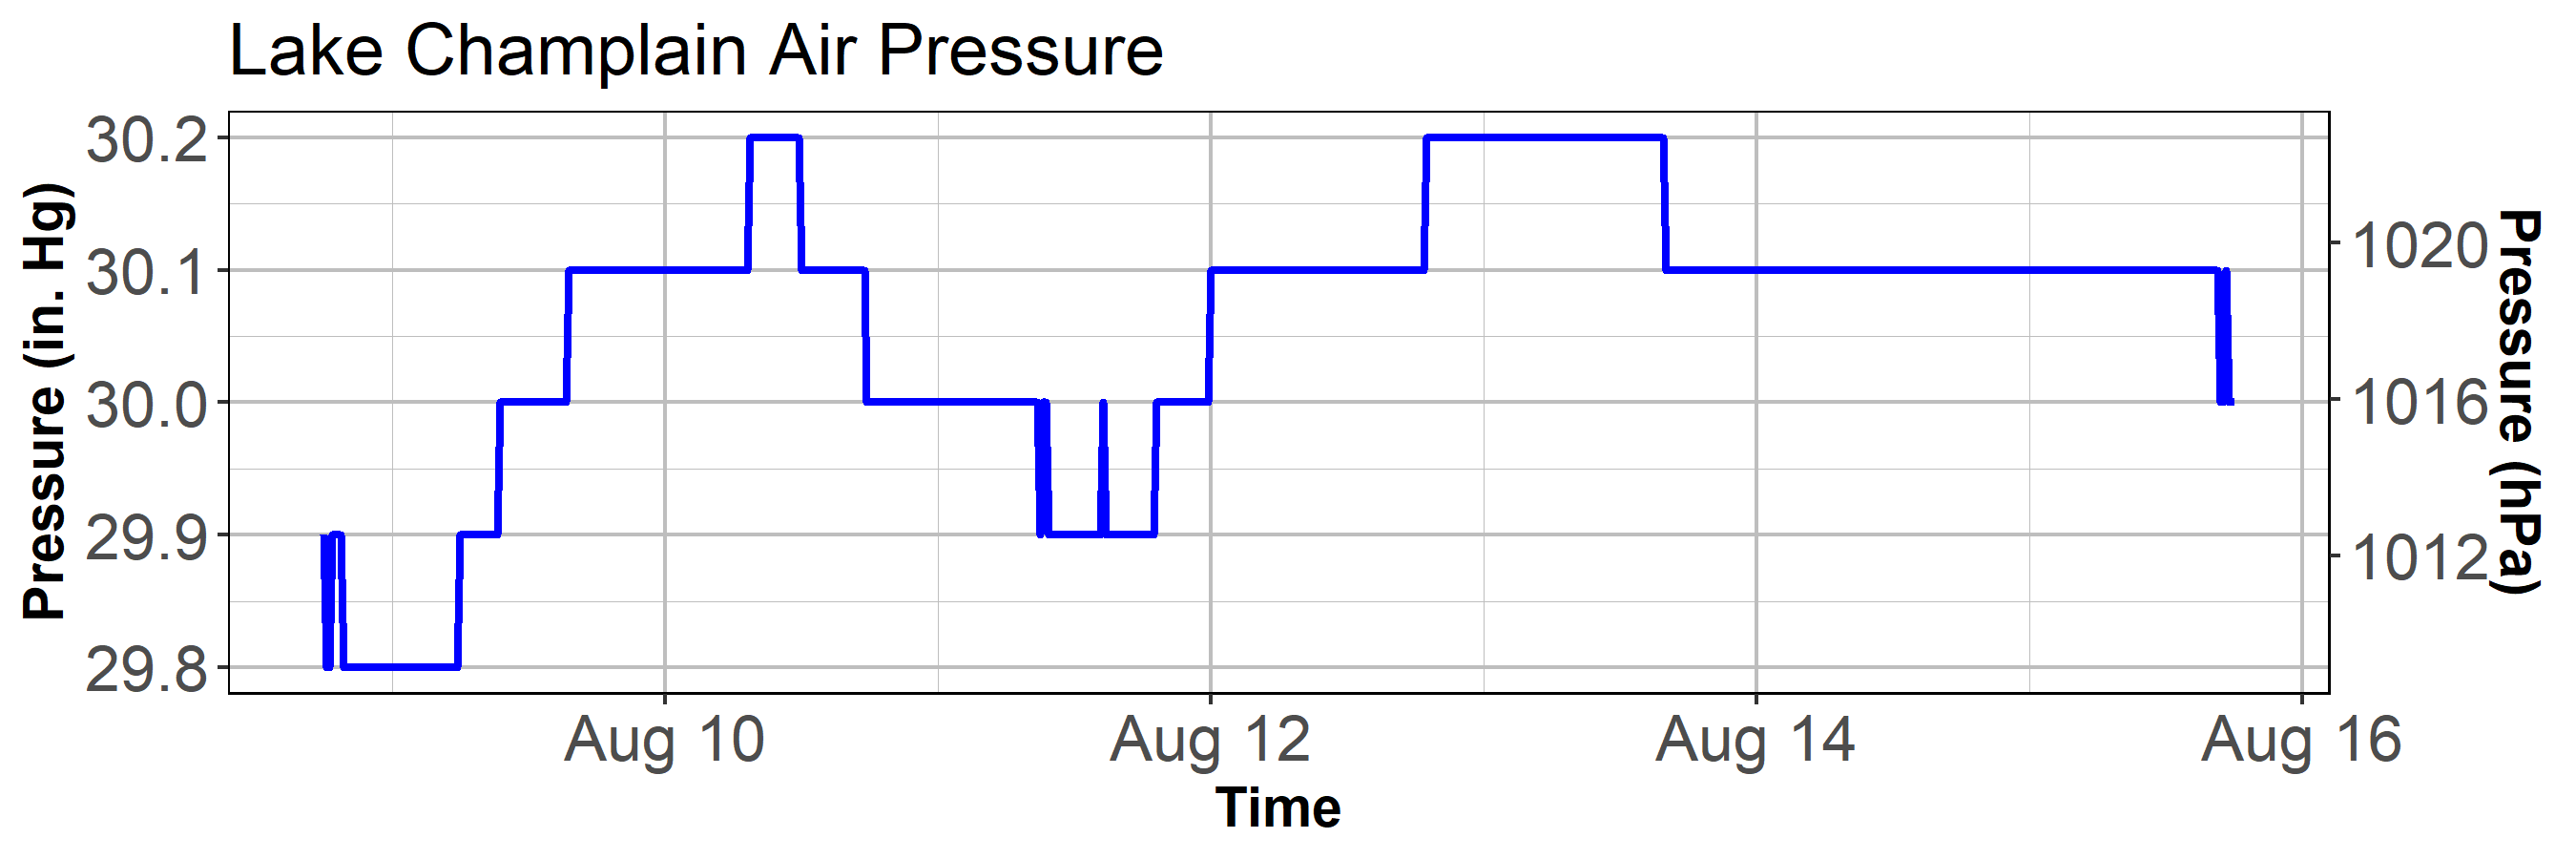 Lake Champlain Air Pressure
30.2
30.1
30.0
29.9
29.8
Pressure (in. Hg)
1020
1016
1012
Pressure (hPa)
Aug 10 Aug 12 Aug 14 Aug 16
Time